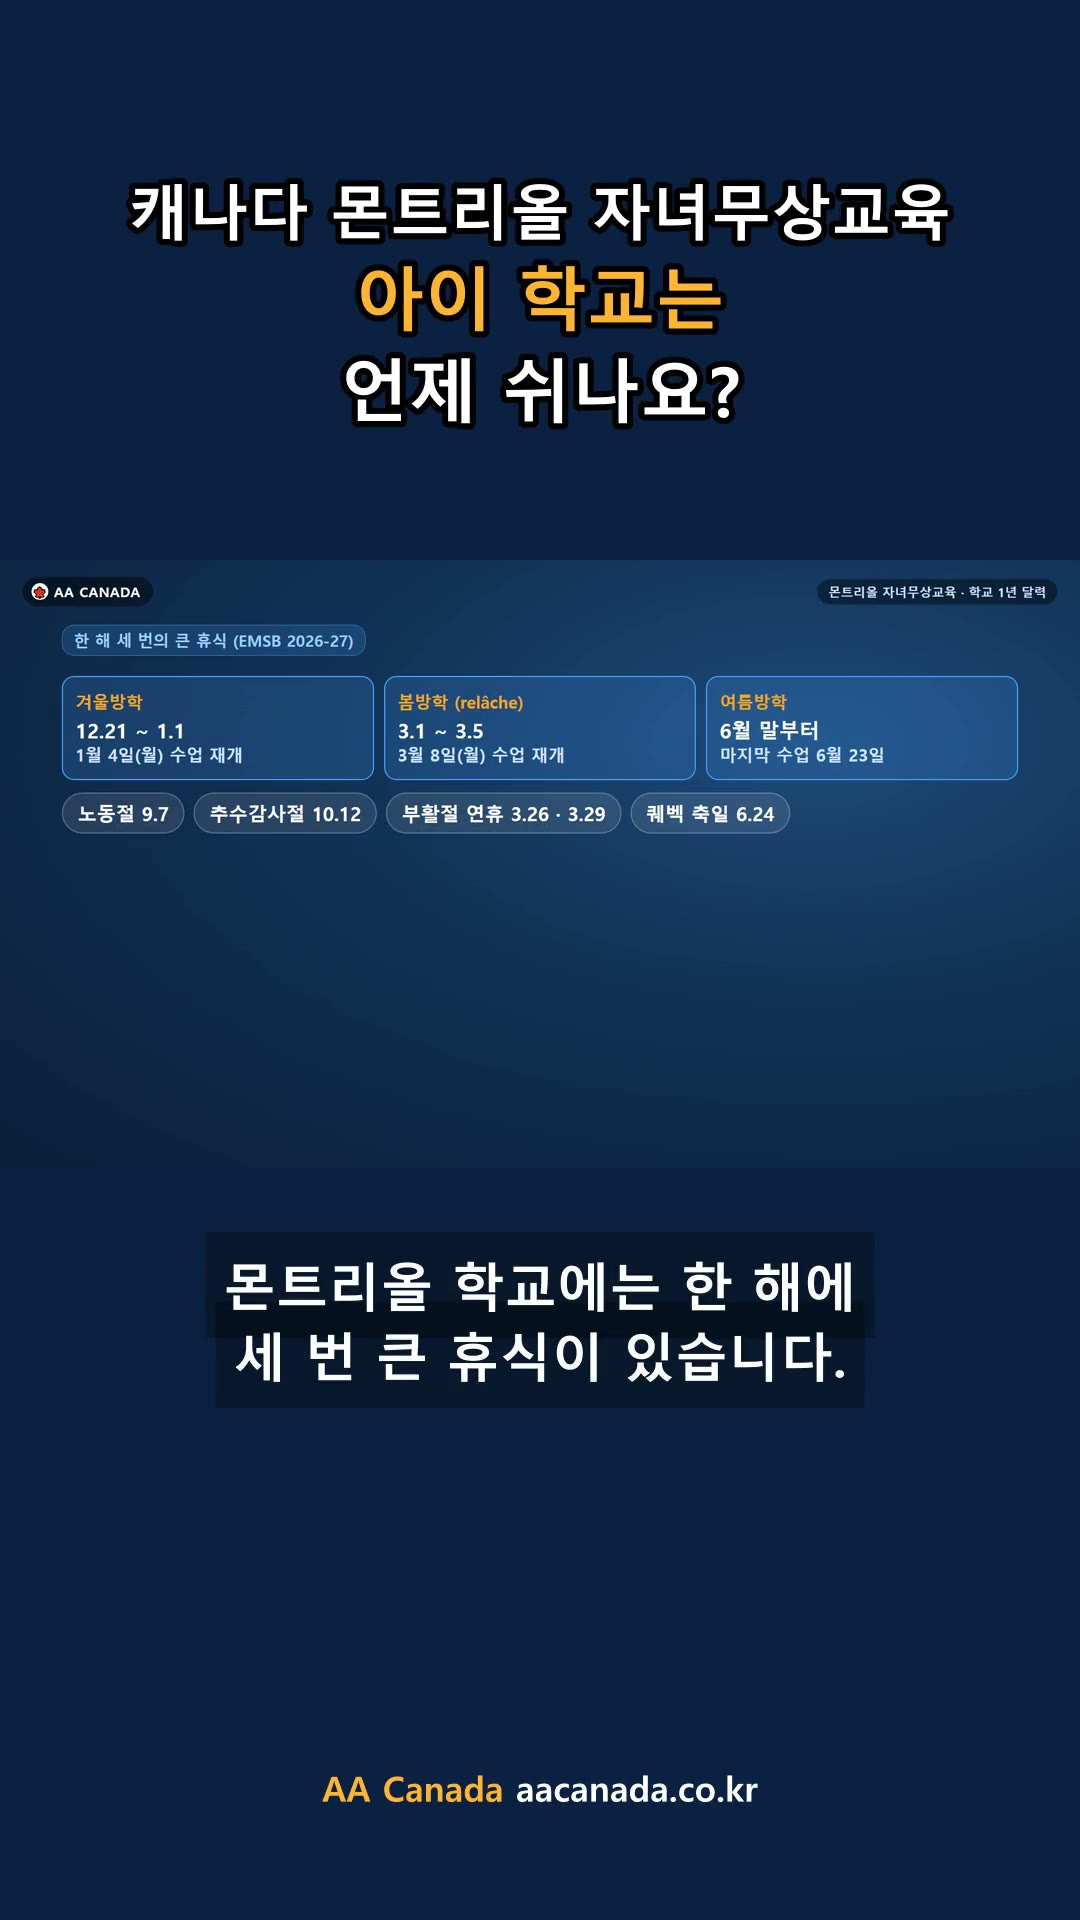 캐나다 몬트리올 자녀무상교육
아이 학교는
언제 쉬나요?
AA CANADA
몬트리올 자녀무상교육 · 학교 1년 달력
한 해 세 번의 큰 휴식 (EMSB 2026-27)
겨울방학
12.21 ~ 1.1
1월 4일(월) 수업 재개
봄방학 (relâche)
3.1 ~ 3.5
3월 8일(월) 수업 재개
여름방학
6월 말부터
마지막 수업 6월 23일
노동절 9.7
추수감사절 10.12
부활절 연휴 3.26 · 3.29
퀘벡 축일 6.24
몬트리올 학교에는 한 해에
세 번 큰 휴식이 있습니다.
AA Canada aacanada.co.kr